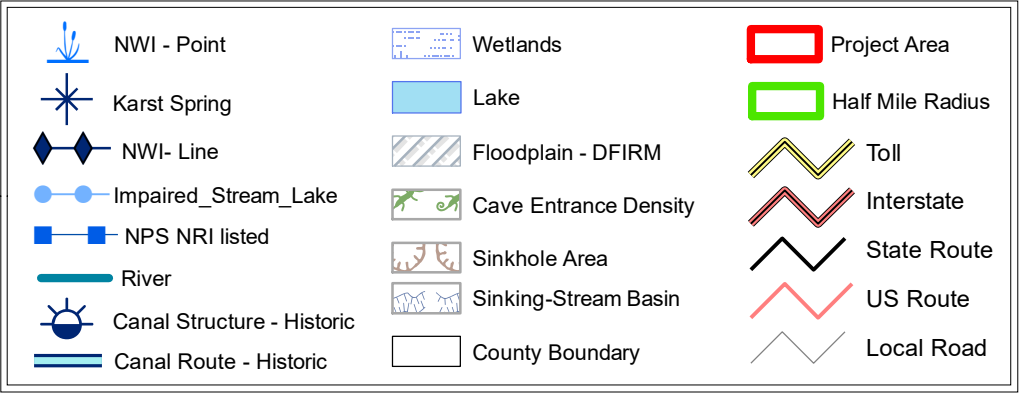 NWI - Point
Karst Spring
NWI- Line
Impaired_Stream_Lake
NPS NRI listed
River
Canal Structure - Historic
Canal Route - Historic
Wetlands
Lake
Floodplain - DFIRM
Cave Entrance Density
Sinkhole Area
Sinking-Stream Basin
County Boundary
Project Area
Half Mile Radius
Toll
Interstate
State Route
US Route
Local Road